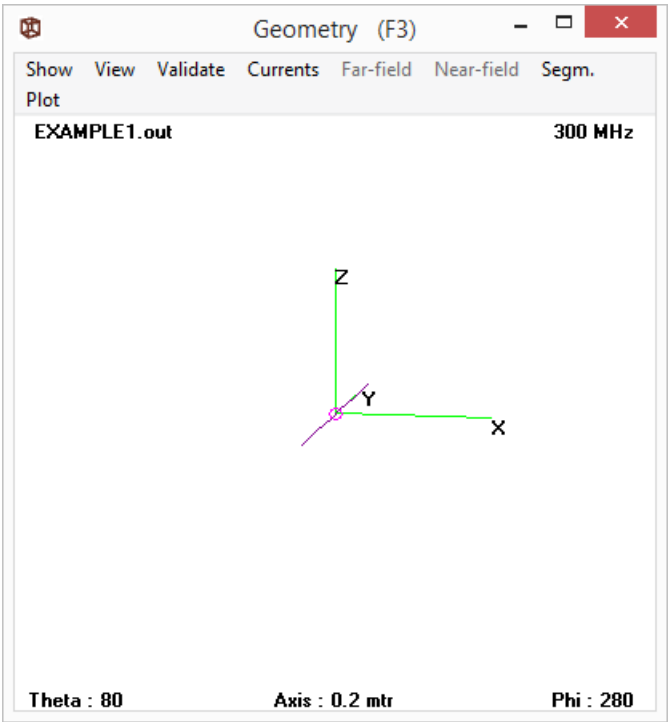 Geometry (F3)
Show View Validate Currents Far-field Near-field Segm.
Plot
EXAMPLE1.out 300 MHz
Z
Y
X
Theta : 80 Axis : 0.2 mtr Phi : 280